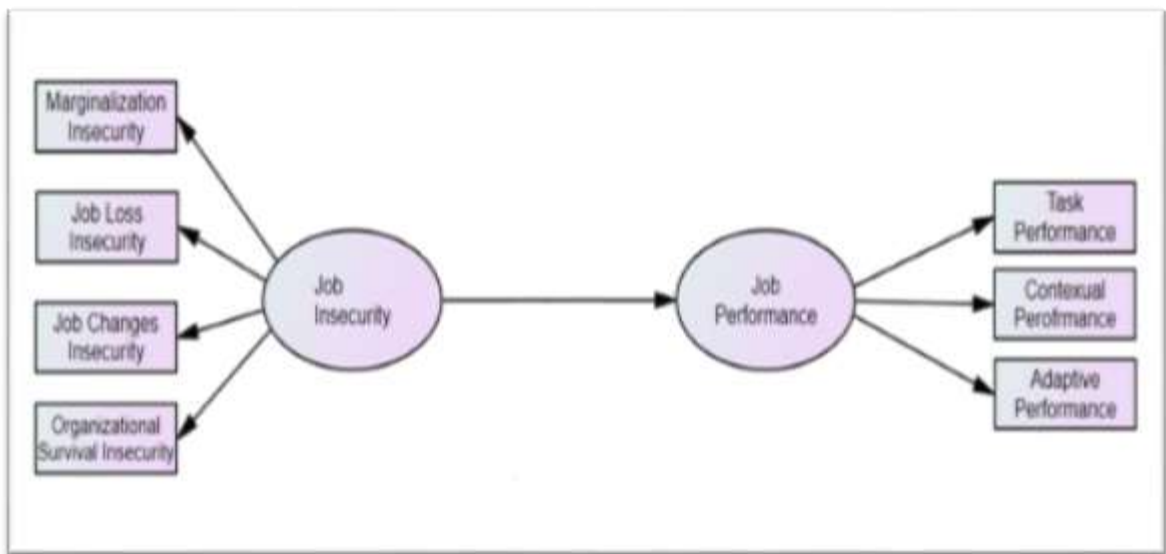 Marginalization
Insecurity
Job Loss
Insecurity
Job Changes
Insecurity
Organizational
Survival Insecurity
Job
Insecurity
Job
Performance
Task
Performance
Contexual
Perofrmance
Adaptive
Performance